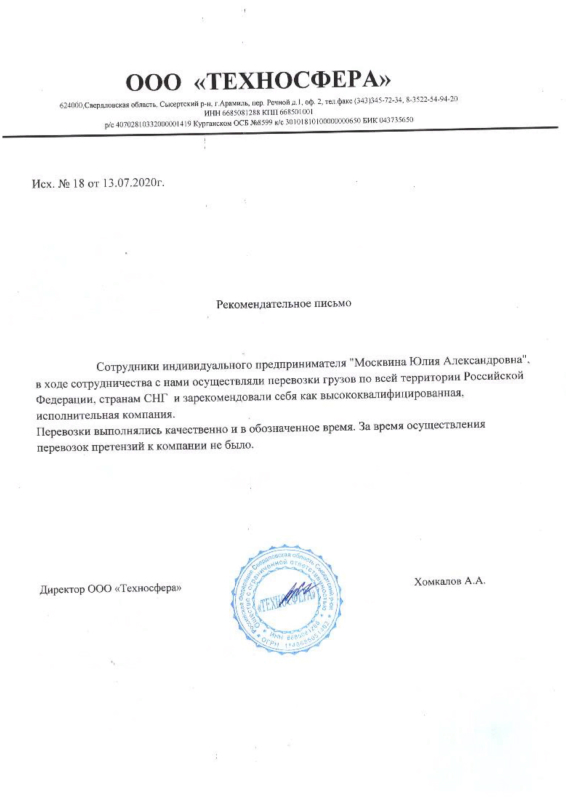 ООО «ТЕХНОСФЕРА»
624000,Свердловская область, Сысертский р-н, г.Арамиль, пер. Речной д.1, оф. 2, тел факс (343)345-72-34, 8-3522-54-94-20
ИНН 6685081288 КПП 668501001
р/с 40702810332000001419 Курганском ОСБ №8599 к/с 30101810100000000650 БИК 043735650
Исх. № 18 от 13.07.2020г.
Рекомендательное письмо
Сотрудники индивидуального предпринимателя "Москвина Юлия Александровна",
в ходе сотрудничества с нами осуществляли перевозки грузов по всей территории Российской
Федерации, странам СНГ и зарекомендовали себя как высококвалифицированная,
исполнительная компания.
Перевозки выполнялись качественно и в обозначенное время. За время осуществления
перевозок претензий к компании не было.
Директор ООО «Техносфера»
«ТЕХНОСФЕРА»
Хомкалов А.А.